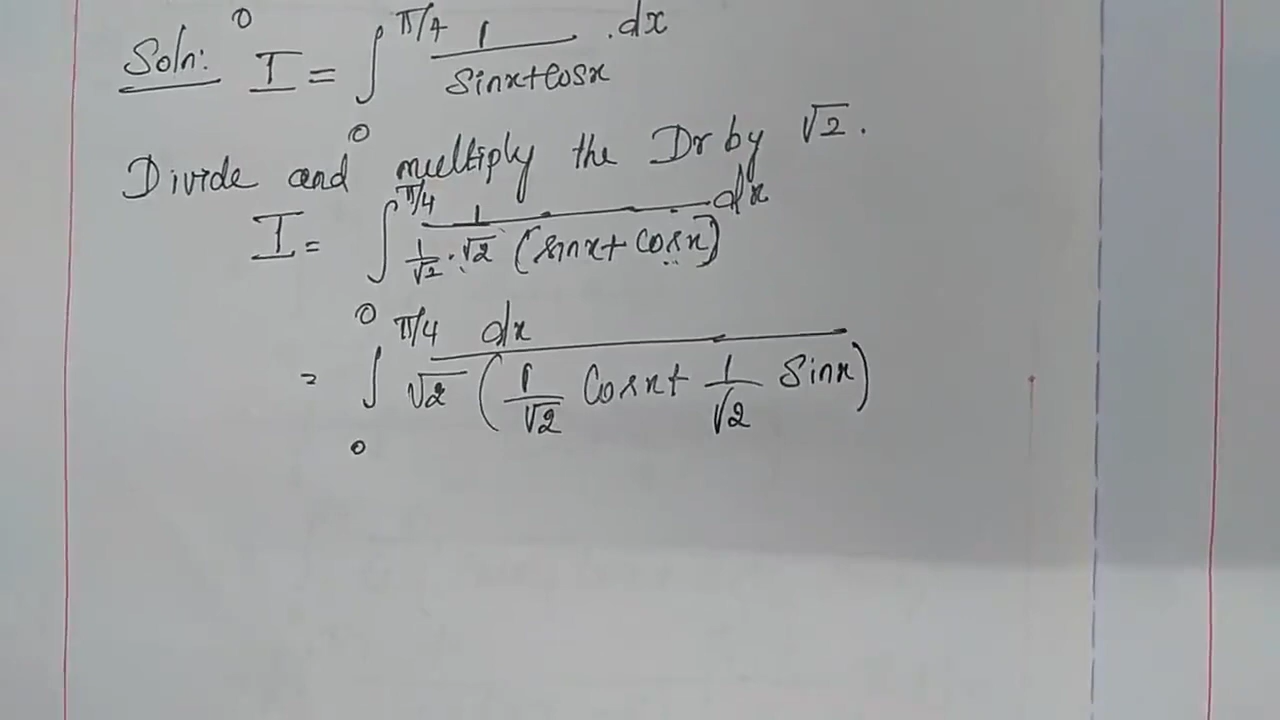 0
Soln: I = ∫₀^π/4 1/(Sinx+Cosx) .dx
Divide and multiply the Dr by √2.
I = ∫₀^π/4 1/(1/√2 · √2 (sinx+ Cosx)) dx
= ∫₀^π/4 dx/(√2 (1/√2 Cosx+ 1/√2 Sinx))